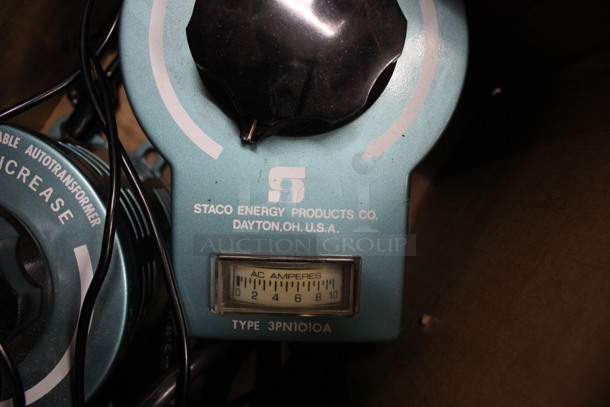 ABLE AUTOTRANSFORMER
NCREASE
STACO ENERGY PRODUCTS CO.
DAYTON, OH. U.S.A.
AUCTION GROUP
AC AMPERES
0 2 4 6 8 10
TYPE 3PN1010A